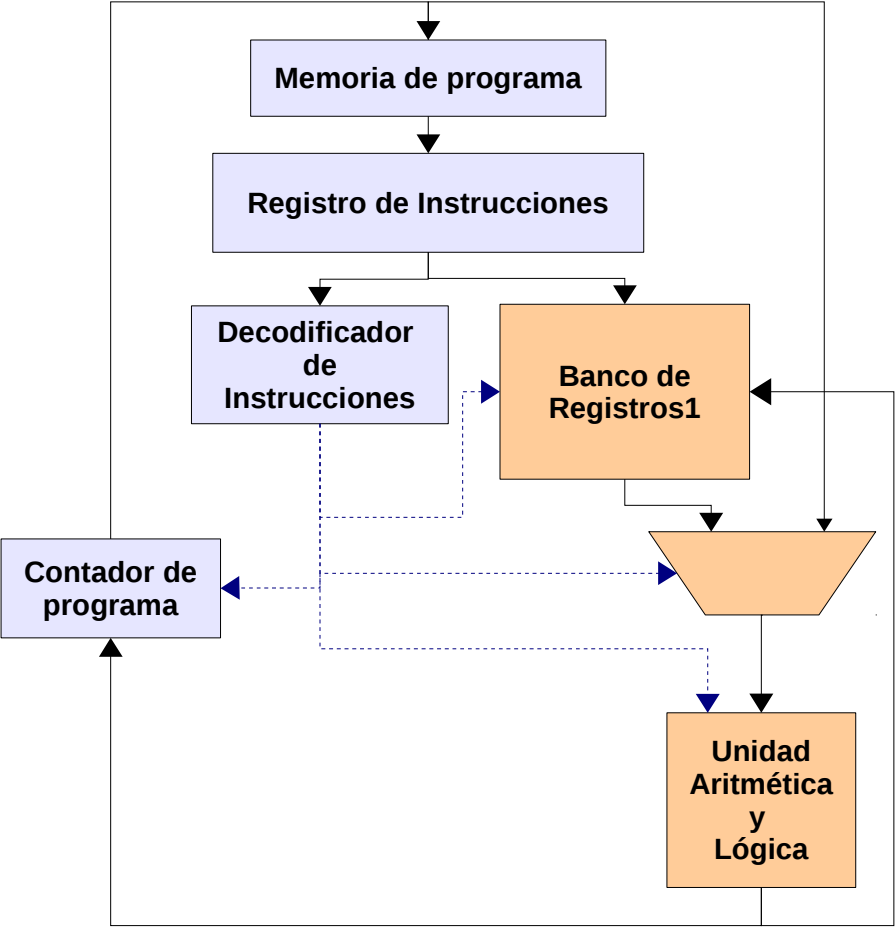 Memoria de programa
Registro de Instrucciones
Decodificador
de
Instrucciones
Banco de
Registros1
Contador de
programa
Unidad
Aritmética
y
Lógica